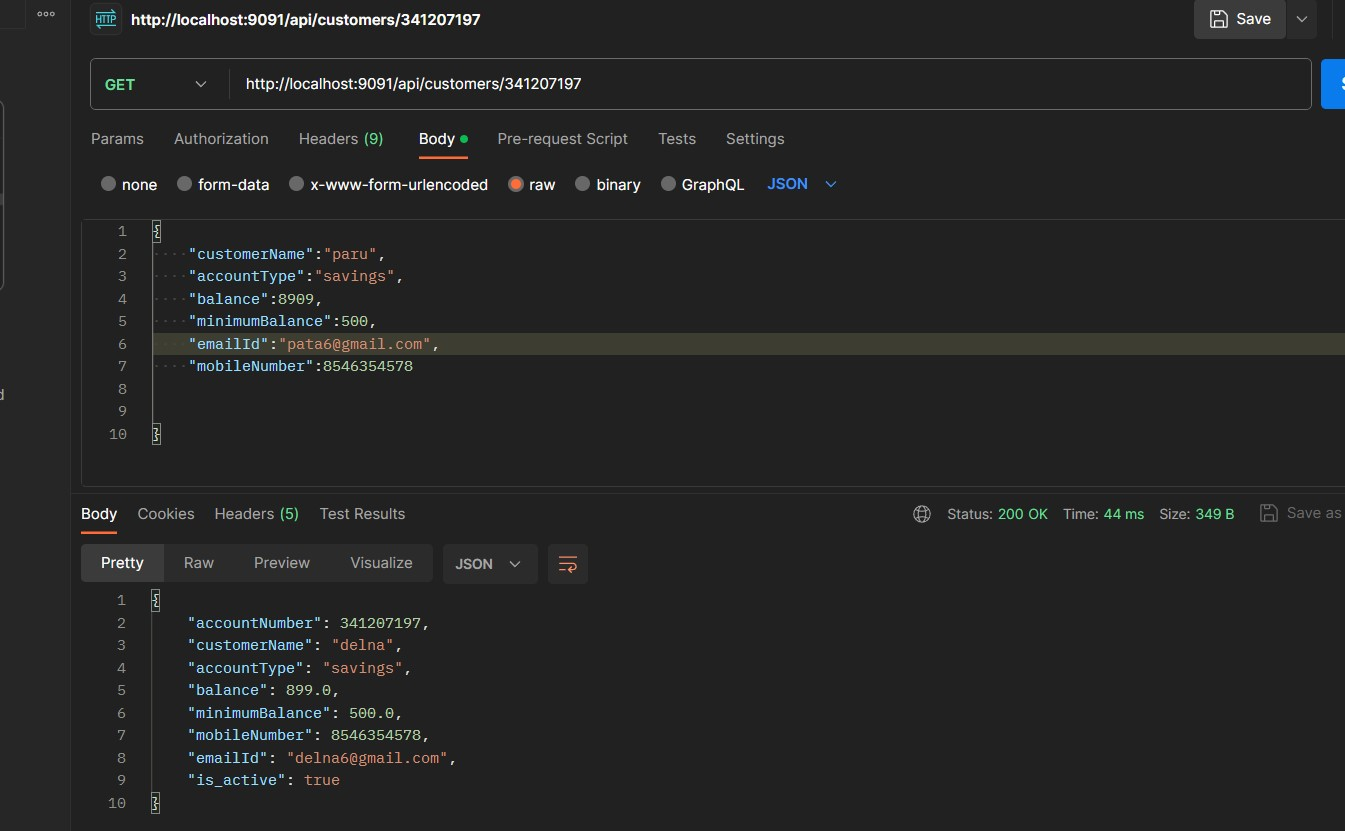 HTTP http://localhost:9091/api/customers/341207197 Save
GET http://localhost:9091/api/customers/341207197
Params Authorization Headers (9) Body Pre-request Script Tests Settings
none form-data x-www-form-urlencoded raw binary GraphQL JSON
1 {
2 "customerName":"paru",
3 "accountType":"savings",
4 "balance":8909,
5 "minimumBalance":500,
6 "emailId":"pata6@gmail.com",
7 "mobileNumber":8546354578
8
9
10 }
Body Cookies Headers (5) Test Results Status: 200 OK Time: 44 ms Size: 349 B Save as
Pretty Raw Preview Visualize JSON
1 {
2 "accountNumber": 341207197,
3 "customerName": "delna",
4 "accountType": "savings",
5 "balance": 899.0,
6 "minimumBalance": 500.0,
7 "mobileNumber": 8546354578,
8 "emailId": "delna6@gmail.com",
9 "is_active": true
10 }